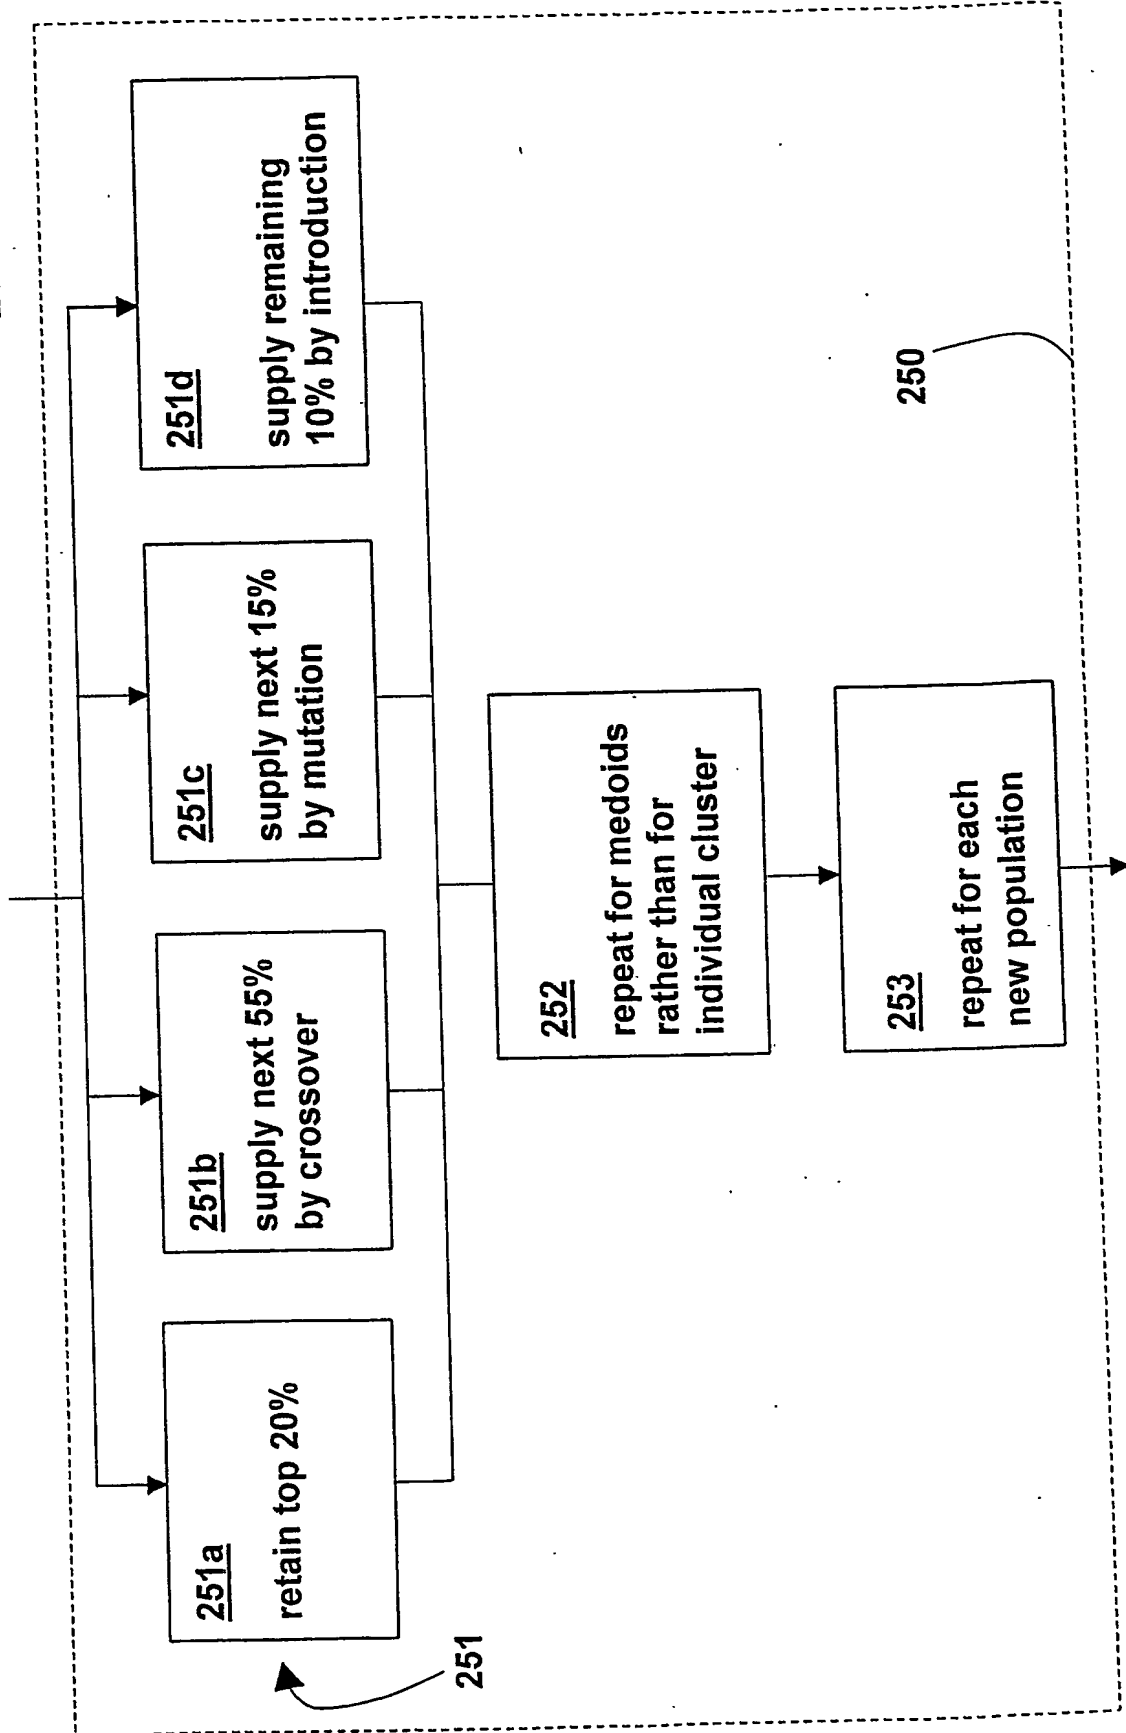 251a
retain top 20%
251b
supply next 55%
by crossover
251c
supply next 15%
by mutation
251d
supply remaining
10% by introduction
251
252
repeat for medoids
rather than for
individual cluster
253
repeat for each
new population
250